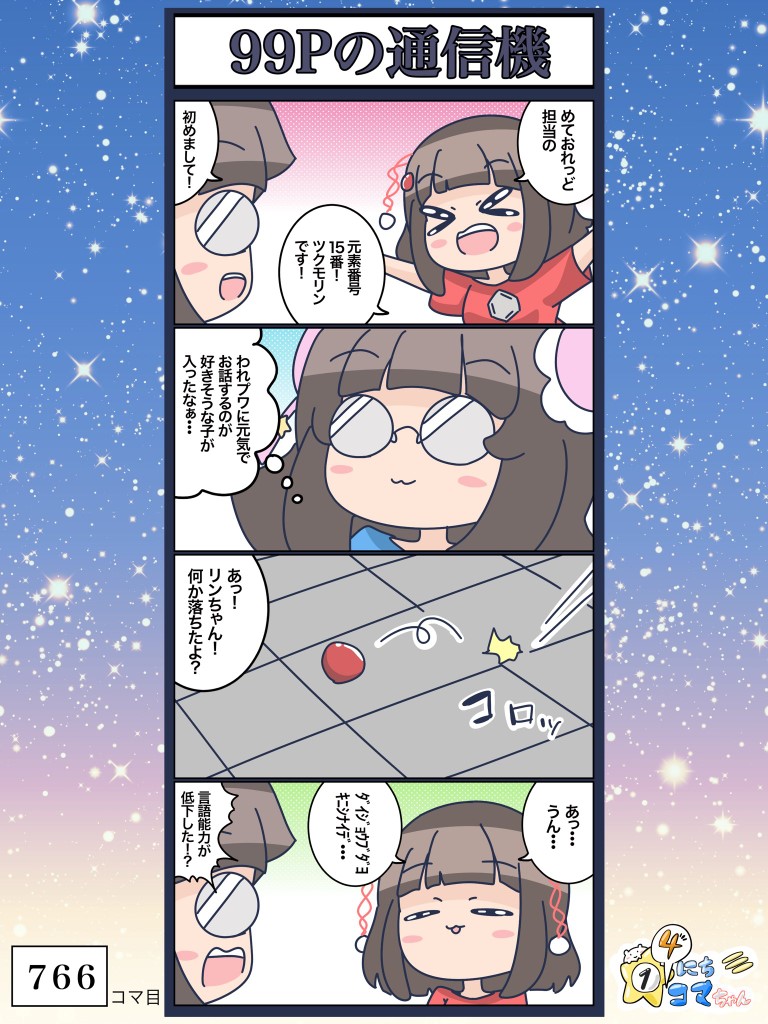 99Pの通信機
めておれっど
担当の
元素番号
15番！
ツクモリン
です！
初めまして！
われプワに元気で
お話するのが
好きそうな子が
入ったなぁ…
あっ！
リンちゃん！
何か落ちたよ？
コロッ
あっ…
うん…
ﾀﾞｲｼﾞｮｳﾌﾞﾀﾞﾖ
ｷﾆｼﾅｲﾃﾞ…
言語能力が
低下した！？
766
コマ目
1
4
にち
コマ
ちゃん